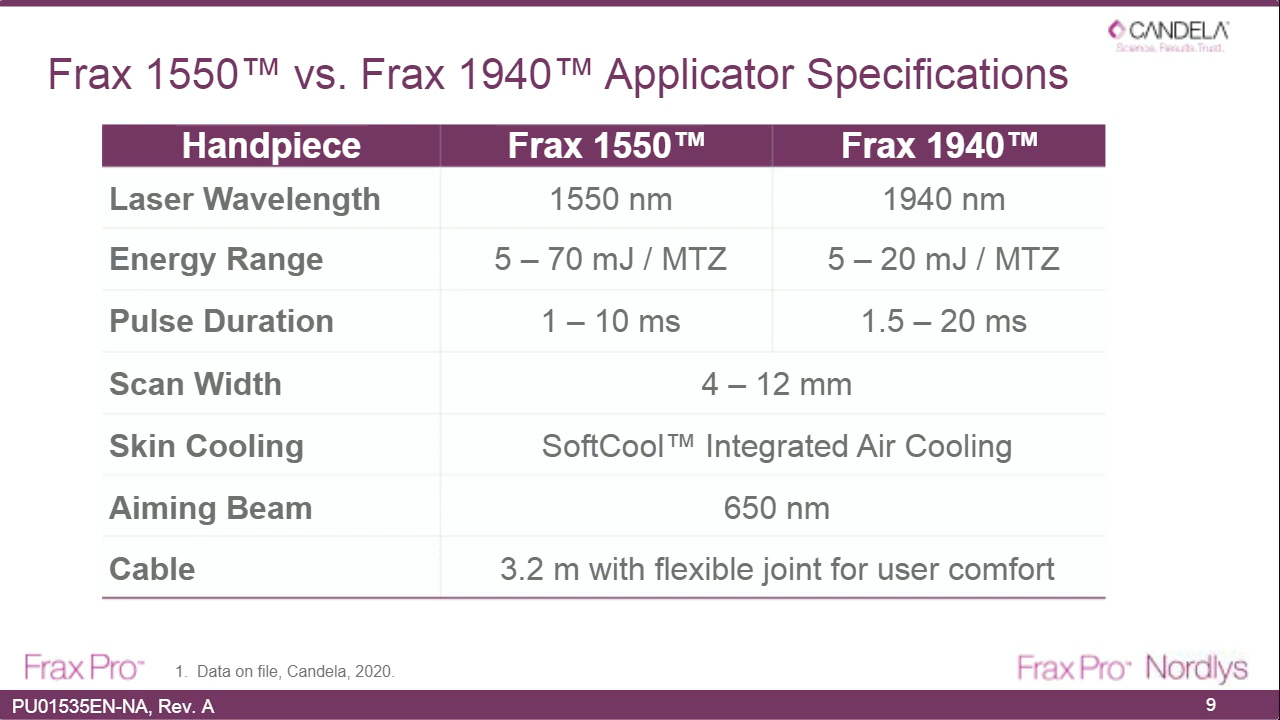 CANDELA™
Science. Results. Trust.
Frax 1550™ vs. Frax 1940™ Applicator Specifications
Handpiece Frax 1550™ Frax 1940™
Laser Wavelength 1550 nm 1940 nm
Energy Range 5 – 70 mJ / MTZ 5 – 20 mJ / MTZ
Pulse Duration 1 – 10 ms 1.5 – 20 ms
Scan Width 4 – 12 mm
Skin Cooling SoftCool™ Integrated Air Cooling
Aiming Beam 650 nm
Cable 3.2 m with flexible joint for user comfort
Frax Pro™ 1. Data on file, Candela, 2020. Frax Pro™ Nordlys
PU01535EN-NA, Rev. A 9